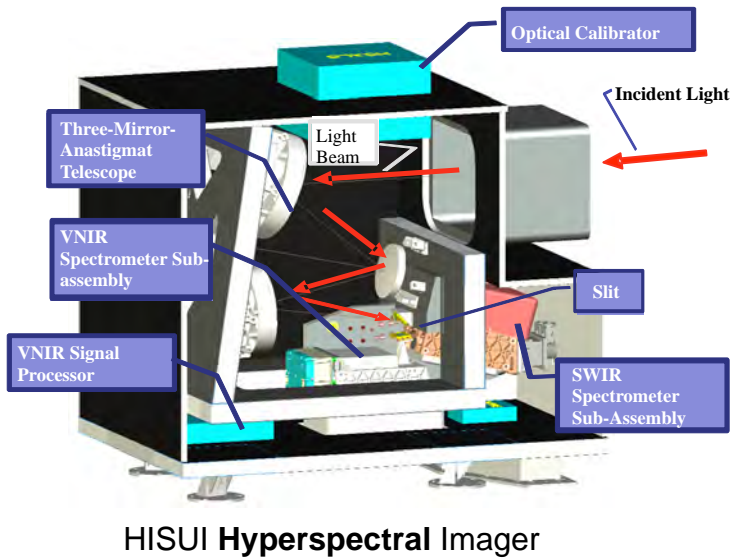 Optical Calibrator
Incident Light
Three-Mirror-
Anastigmat
Telescope
Light
Beam
VNIR
Spectrometer Sub-
assembly
Slit
VNIR Signal
Processor
SWIR
Spectrometer
Sub-Assembly
HISUI Hyperspectral Imager